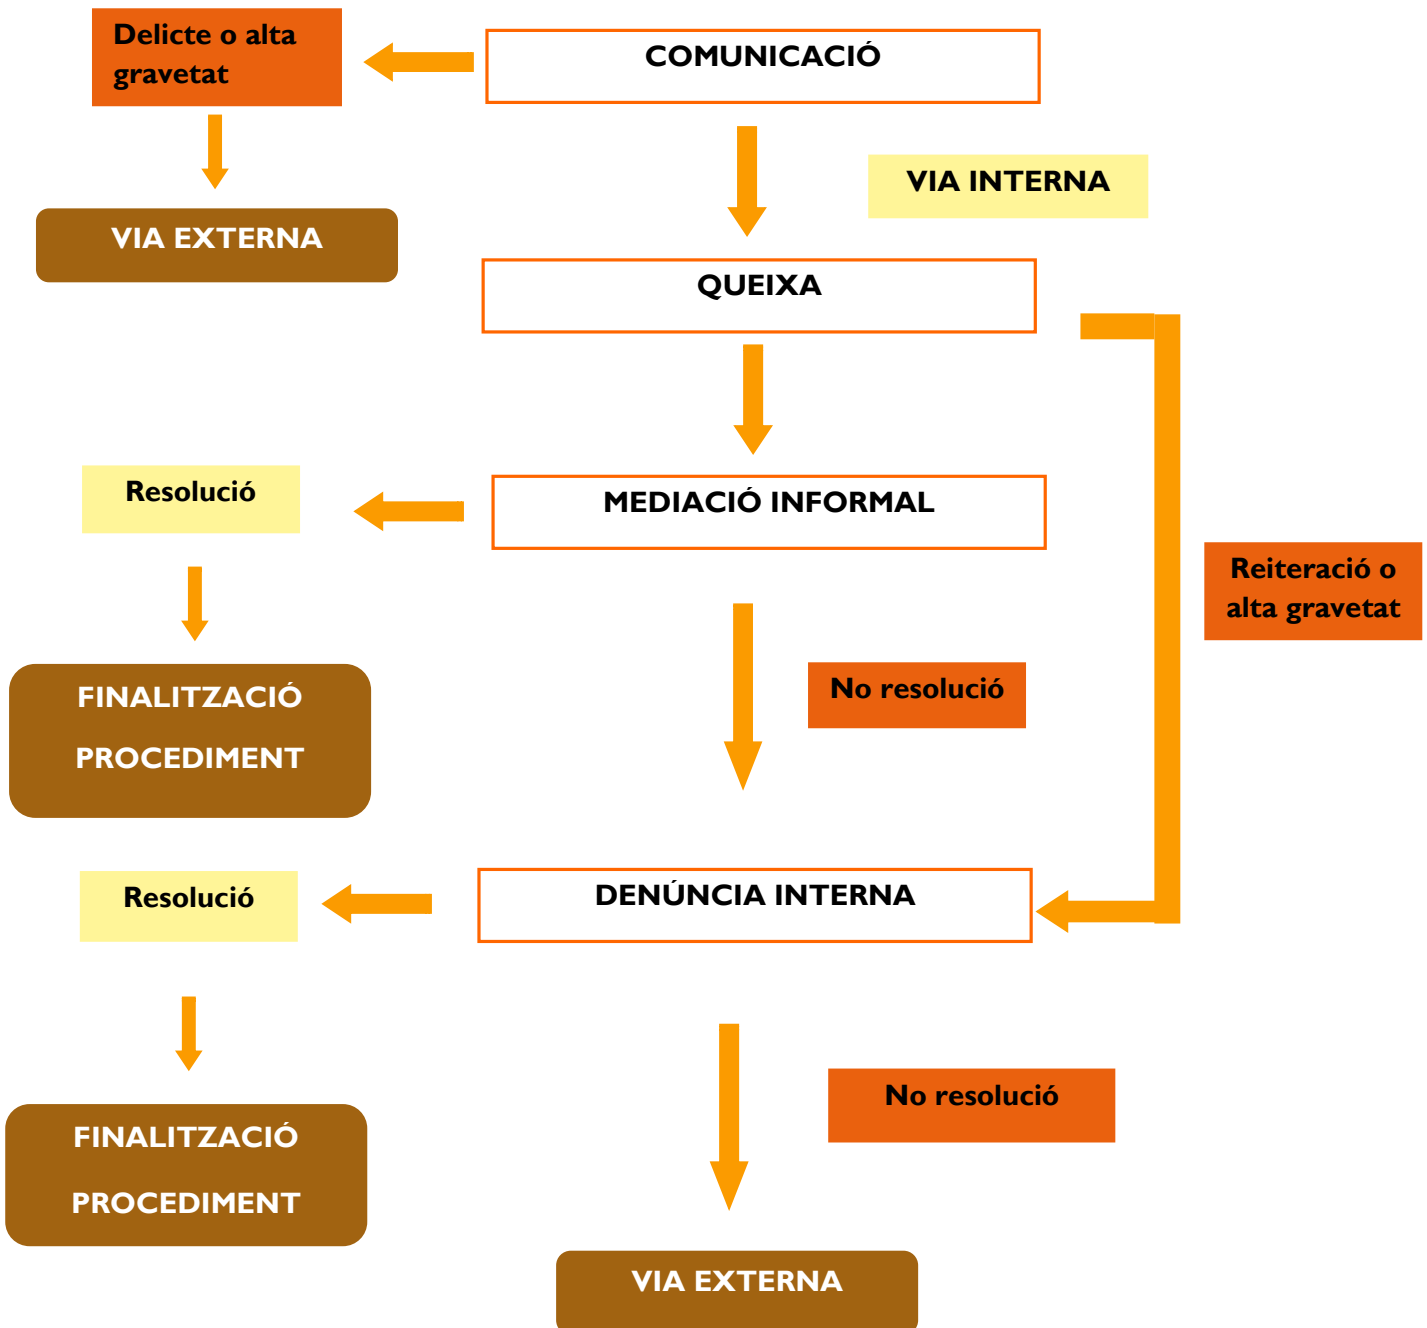 Delicte o alta
gravetat
COMUNICACIÓ
VIA INTERNA
VIA EXTERNA
QUEIXA
Resolució
MEDIACIÓ INFORMAL
Reiteració o
alta gravetat
No resolució
FINALITZACIÓ
PROCEDIMENT
Resolució
DENÚNCIA INTERNA
No resolució
FINALITZACIÓ
PROCEDIMENT
VIA EXTERNA